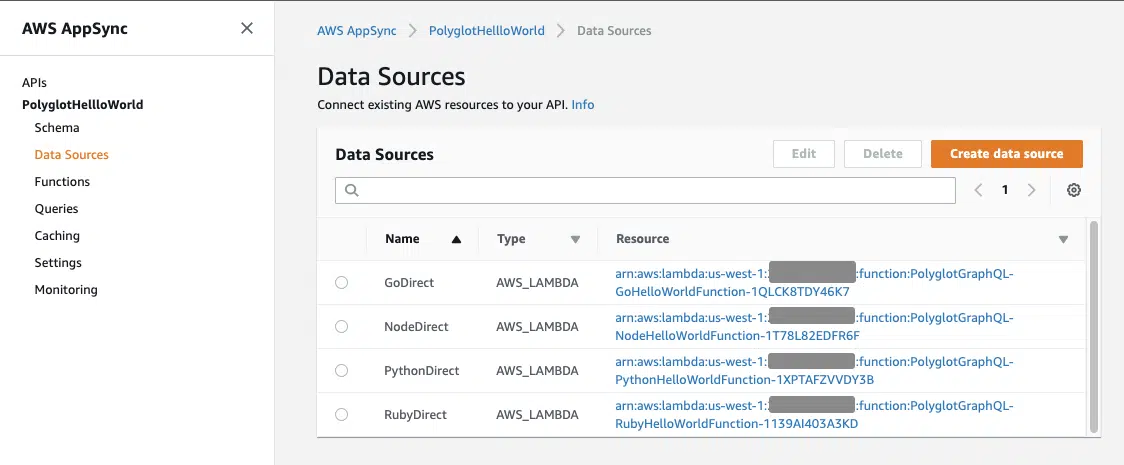 AWS AppSync
APIs
PolyglotHellloWorld
Schema
Data Sources
Functions
Queries
Caching
Settings
Monitoring
AWS AppSync > PolyglotHellloWorld > Data Sources
Data Sources
Connect existing AWS resources to your API. Info
Data Sources Edit Delete Create data source
1
Name Type Resource
GoDirect AWS_LAMBDA arn:aws:lambda:us-west-1: :function:PolyglotGraphQL-
GoHelloWorldFunction-1QLCK8TDY46K7
NodeDirect AWS_LAMBDA arn:aws:lambda:us-west-1: :function:PolyglotGraphQL-
NodeHelloWorldFunction-1T78L82EDFR6F
PythonDirect AWS_LAMBDA arn:aws:lambda:us-west-1: :function:PolyglotGraphQL-
PythonHelloWorldFunction-1XPTAFZVVDY3B
RubyDirect AWS_LAMBDA arn:aws:lambda:us-west-1: :function:PolyglotGraphQL-
RubyHelloWorldFunction-1139AI403A3KD